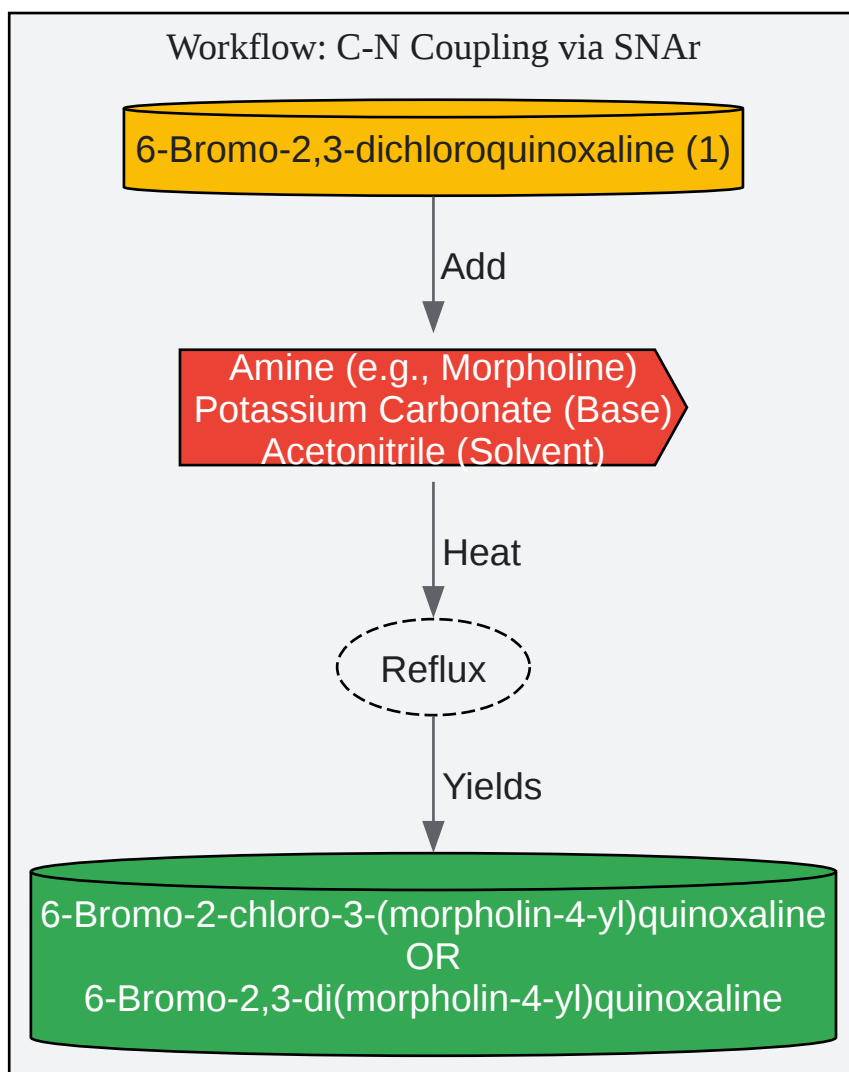 Workflow: C-N Coupling via SNAr
6-Bromo-2,3-dichloroquinoxaline (1)
Add
Amine (e.g., Morpholine)
Potassium Carbonate (Base)
Acetonitrile (Solvent)
Heat
Reflux
Yields
6-Bromo-2-chloro-3-(morpholin-4-yl)quinoxaline
OR
6-Bromo-2,3-di(morpholin-4-yl)quinoxaline